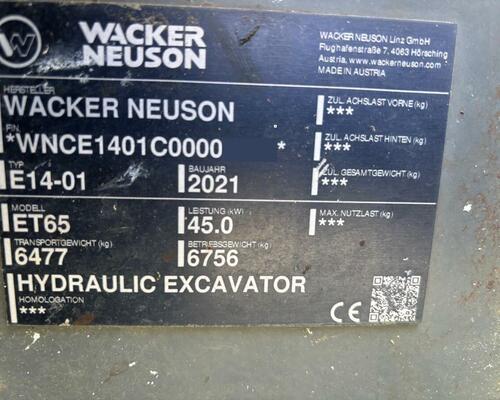 WACKER
NEUSON
WACKER NEUSON Linz GmbH
Flughafenstraße 7, 4063 Hörsching
Austria, www.wackerneuson.com
MADE IN AUSTRIA
HERSTELLER
WACKER NEUSON
PIN
*WNCE1401C0000 *
TYP
E14-01
BAUJAHR
2021
MODELL
ET65
LEISTUNG (kW)
45.0
TRANSPORTGEWICHT (kg)
6477
BETRIEBSGEWICHT (kg)
6756
HYDRAULIC EXCAVATOR
HOMOLOGATION
***
ZUL. ACHSLAST VORNE (kg)
***
ZUL. ACHSLAST HINTEN (kg)
***
ZUL. GESAMTGEWICHT (kg)
***
MAX. NUTZLAST (kg)
***
CE